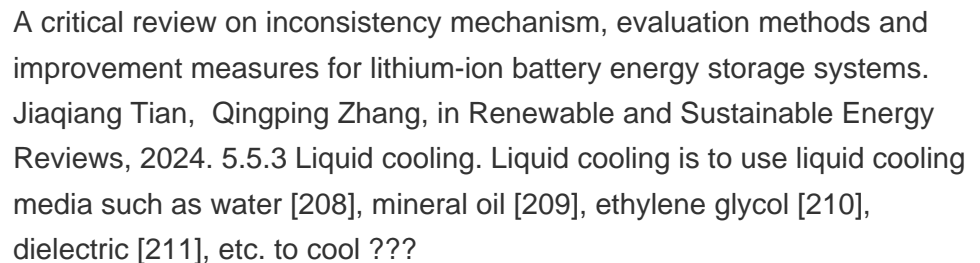 A critical review on inconsistency mechanism, evaluation methods and
improvement measures for lithium-ion battery energy storage systems.
Jiaqiang Tian,  Qingping Zhang, in Renewable and Sustainable Energy
Reviews, 2024. 5.5.3 Liquid cooling. Liquid cooling is to use liquid cooling
media such as water [208], mineral oil [209], ethylene glycol [210],
dielectric [211], etc. to cool ???